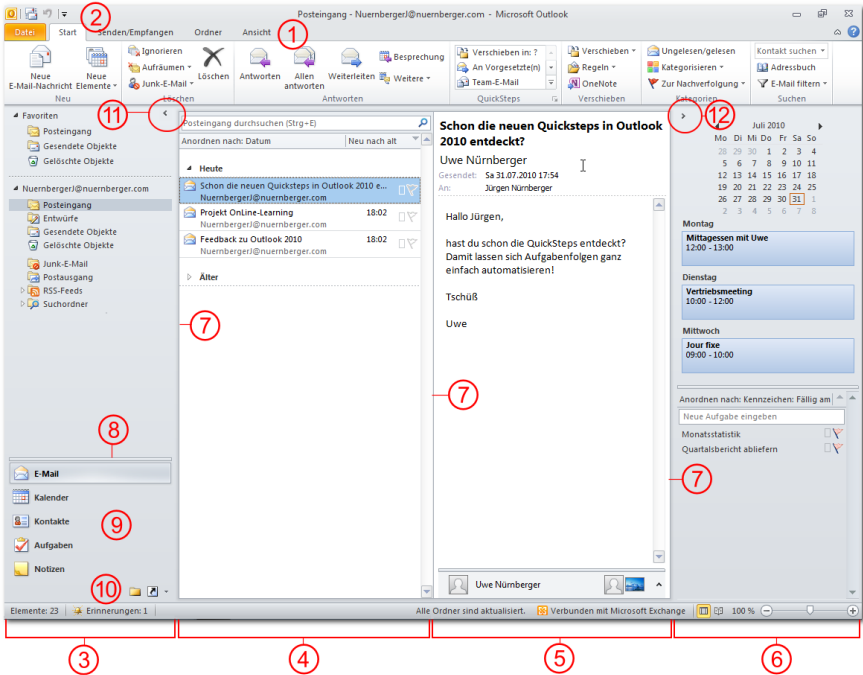 Posteingang - NuernbergerJ@nuernberger.com - Microsoft Outlook
2
Datei Start Senden/Empfangen Ordner Ansicht
1
Neue E-Mail-Nachricht
Neue Elemente
Neu
Ignorieren
Aufräumen
Junk-E-Mail
Löschen
Löschen
Antworten
Allen antworten
Weiterleiten
Besprechung
Weitere
Antworten
Verschieben in: ?
An Vorgesetzte(n)
Team-E-Mail
QuickSteps
Verschieben
Regeln
OneNote
Verschieben
Ungelesen/gelesen
Kategorisieren
Zur Nachverfolgung
Kategorien
Kontakt suchen
Adressbuch
E-Mail filtern
Suchen
11
12
Favoriten
Posteingang
Gesendete Objekte
Gelöschte Objekte
NuernbergerJ@nuernberger.com
Posteingang
Entwürfe
Gesendete Objekte
Gelöschte Objekte
Junk-E-Mail
Postausgang
RSS-Feeds
Suchordner
8
E-Mail
Kalender
Kontakte
9
Aufgaben
Notizen
10
Posteingang durchsuchen (Strg+E)
Anordnen nach: Datum Neu nach alt
Heute
Schon die neuen Quicksteps in Outlook 2010 e...
NuernbergerJ@nuernberger.com
Projekt OnLine-Learning 18:02
NuernbergerJ@nuernberger.com
Feedback zu Outlook 2010 18:02
NuernbergerJ@nuernberger.com
Älter
7
7
Schon die neuen Quicksteps in Outlook
2010 entdeckt?
Uwe Nürnberger
Gesendet: Sa 31.07.2010 17:54
An: Jürgen Nürnberger
Hallo Jürgen,
hast du schon die QuickSteps entdeckt?
Damit lassen sich Aufgabenfolgen ganz
einfach automatisieren!
Tschüß
Uwe
Uwe Nürnberger
Juli 2010
Mo Di Mi Do Fr Sa So
28 29 30 1 2 3 4
5 6 7 8 9 10 11
12 13 14 15 16 17 18
19 20 21 22 23 24 25
26 27 28 29 30 31 1
2 3 4 5 6 7 8
Montag
Mittagessen mit Uwe
12:00 - 13:00
Dienstag
Vertriebsmeeting
10:00 - 12:00
Mittwoch
Jour fixe
09:00 - 10:00
Anordnen nach: Kennzeichen: Fällig am
Neue Aufgabe eingeben
Monatsstatistik
Quartalsbericht abliefern
7
Elemente: 23 Erinnerungen: 1 Alle Ordner sind aktualisiert. Verbunden mit Microsoft Exchange 100 %
3 4 5 6